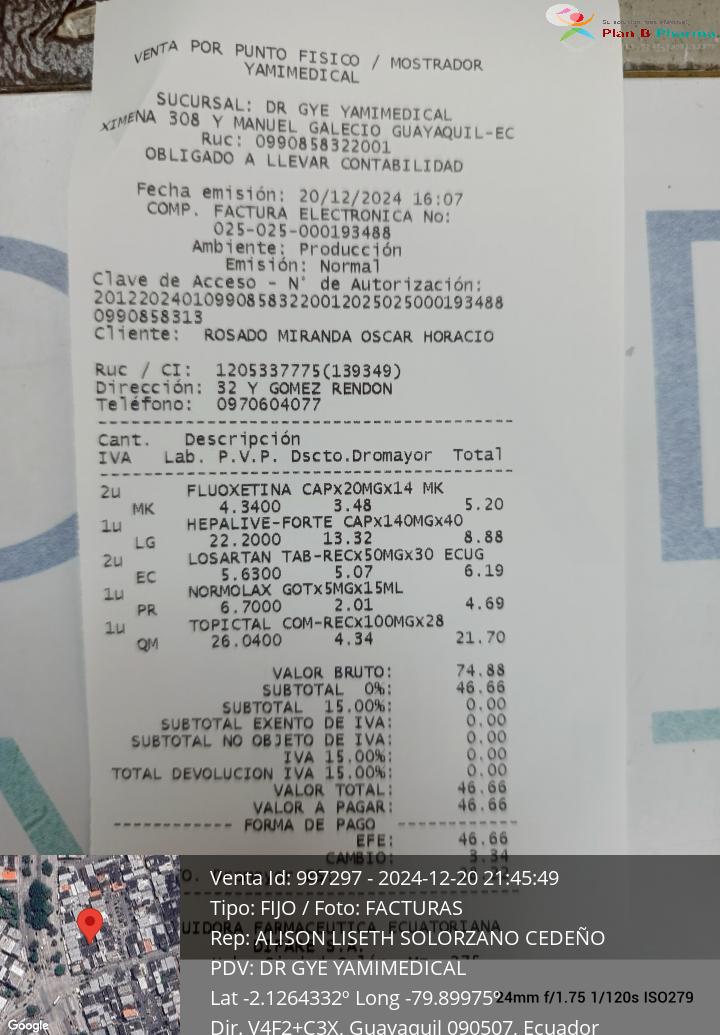 Plan B Pharma
VENTA POR PUNTO FISICO / MOSTRADOR
YAMIMEDICAL
SUCURSAL: DR GYE YAMIMEDICAL
XIMENA 308 Y MANUEL GALECIO GUAYAQUIL-EC
Ruc: 0990858322001
OBLIGADO A LLEVAR CONTABILIDAD
Fecha emisión: 20/12/2024 16:07
COMP. FACTURA ELECTRONICA No:
025-025-000193488
Ambiente: Producción
Emisión: Normal
Clave de Acceso - N° de Autorización:
201220240109908583220012025025000193488
0990858313
Cliente: ROSADO MIRANDA OSCAR HORACIO
Ruc / CI: 1205337775(139349)
Dirección: 32 Y GOMEZ RENDON
Teléfono: 0970604077
Cant. Descripción
IVA Lab. P.V.P. Dscto.Dromayor Total
2u FLUOXETINA CAPx20MGx14 MK
MK 4.3400 3.48 5.20
1u HEPALIVE-FORTE CAPx140MGx40
LG 22.2000 13.32 8.88
2u LOSARTAN TAB-RECx50MGx30 ECUG
EC 5.6300 5.07 6.19
1u NORMOLAX GOTx5MGx15ML
PR 6.7000 2.01 4.69
1u TOPICTAL COM-RECx100MGx28
QM 26.0400 4.34 21.70
VALOR BRUTO: 74.88
SUBTOTAL 0%: 46.66
SUBTOTAL 15.00%: 0.00
SUBTOTAL EXENTO DE IVA: 0.00
SUBTOTAL NO OBJETO DE IVA: 0.00
IVA 15.00%: 0.00
TOTAL DEVOLUCION IVA 15.00%: 0.00
VALOR TOTAL: 46.66
VALOR A PAGAR: 46.66
------------ FORMA DE PAGO ------------
EFE: 46.66
CAMBIO: 3.34
Venta Id: 997297 - 2024-12-20 21:45:49
Tipo: FIJO / Foto: FACTURAS
UIDORA FARMACEUTICA ECUATORIANA
Rep: ALISON LISETH SOLORZANO CEDEÑO
PDV: DR GYE YAMIMEDICAL
Lat -2.1264332º Long -79.89975º
24mm f/1.75 1/120s ISO279
Dir. V4F2+C3X, Guayaquil 090507, Ecuador
Google